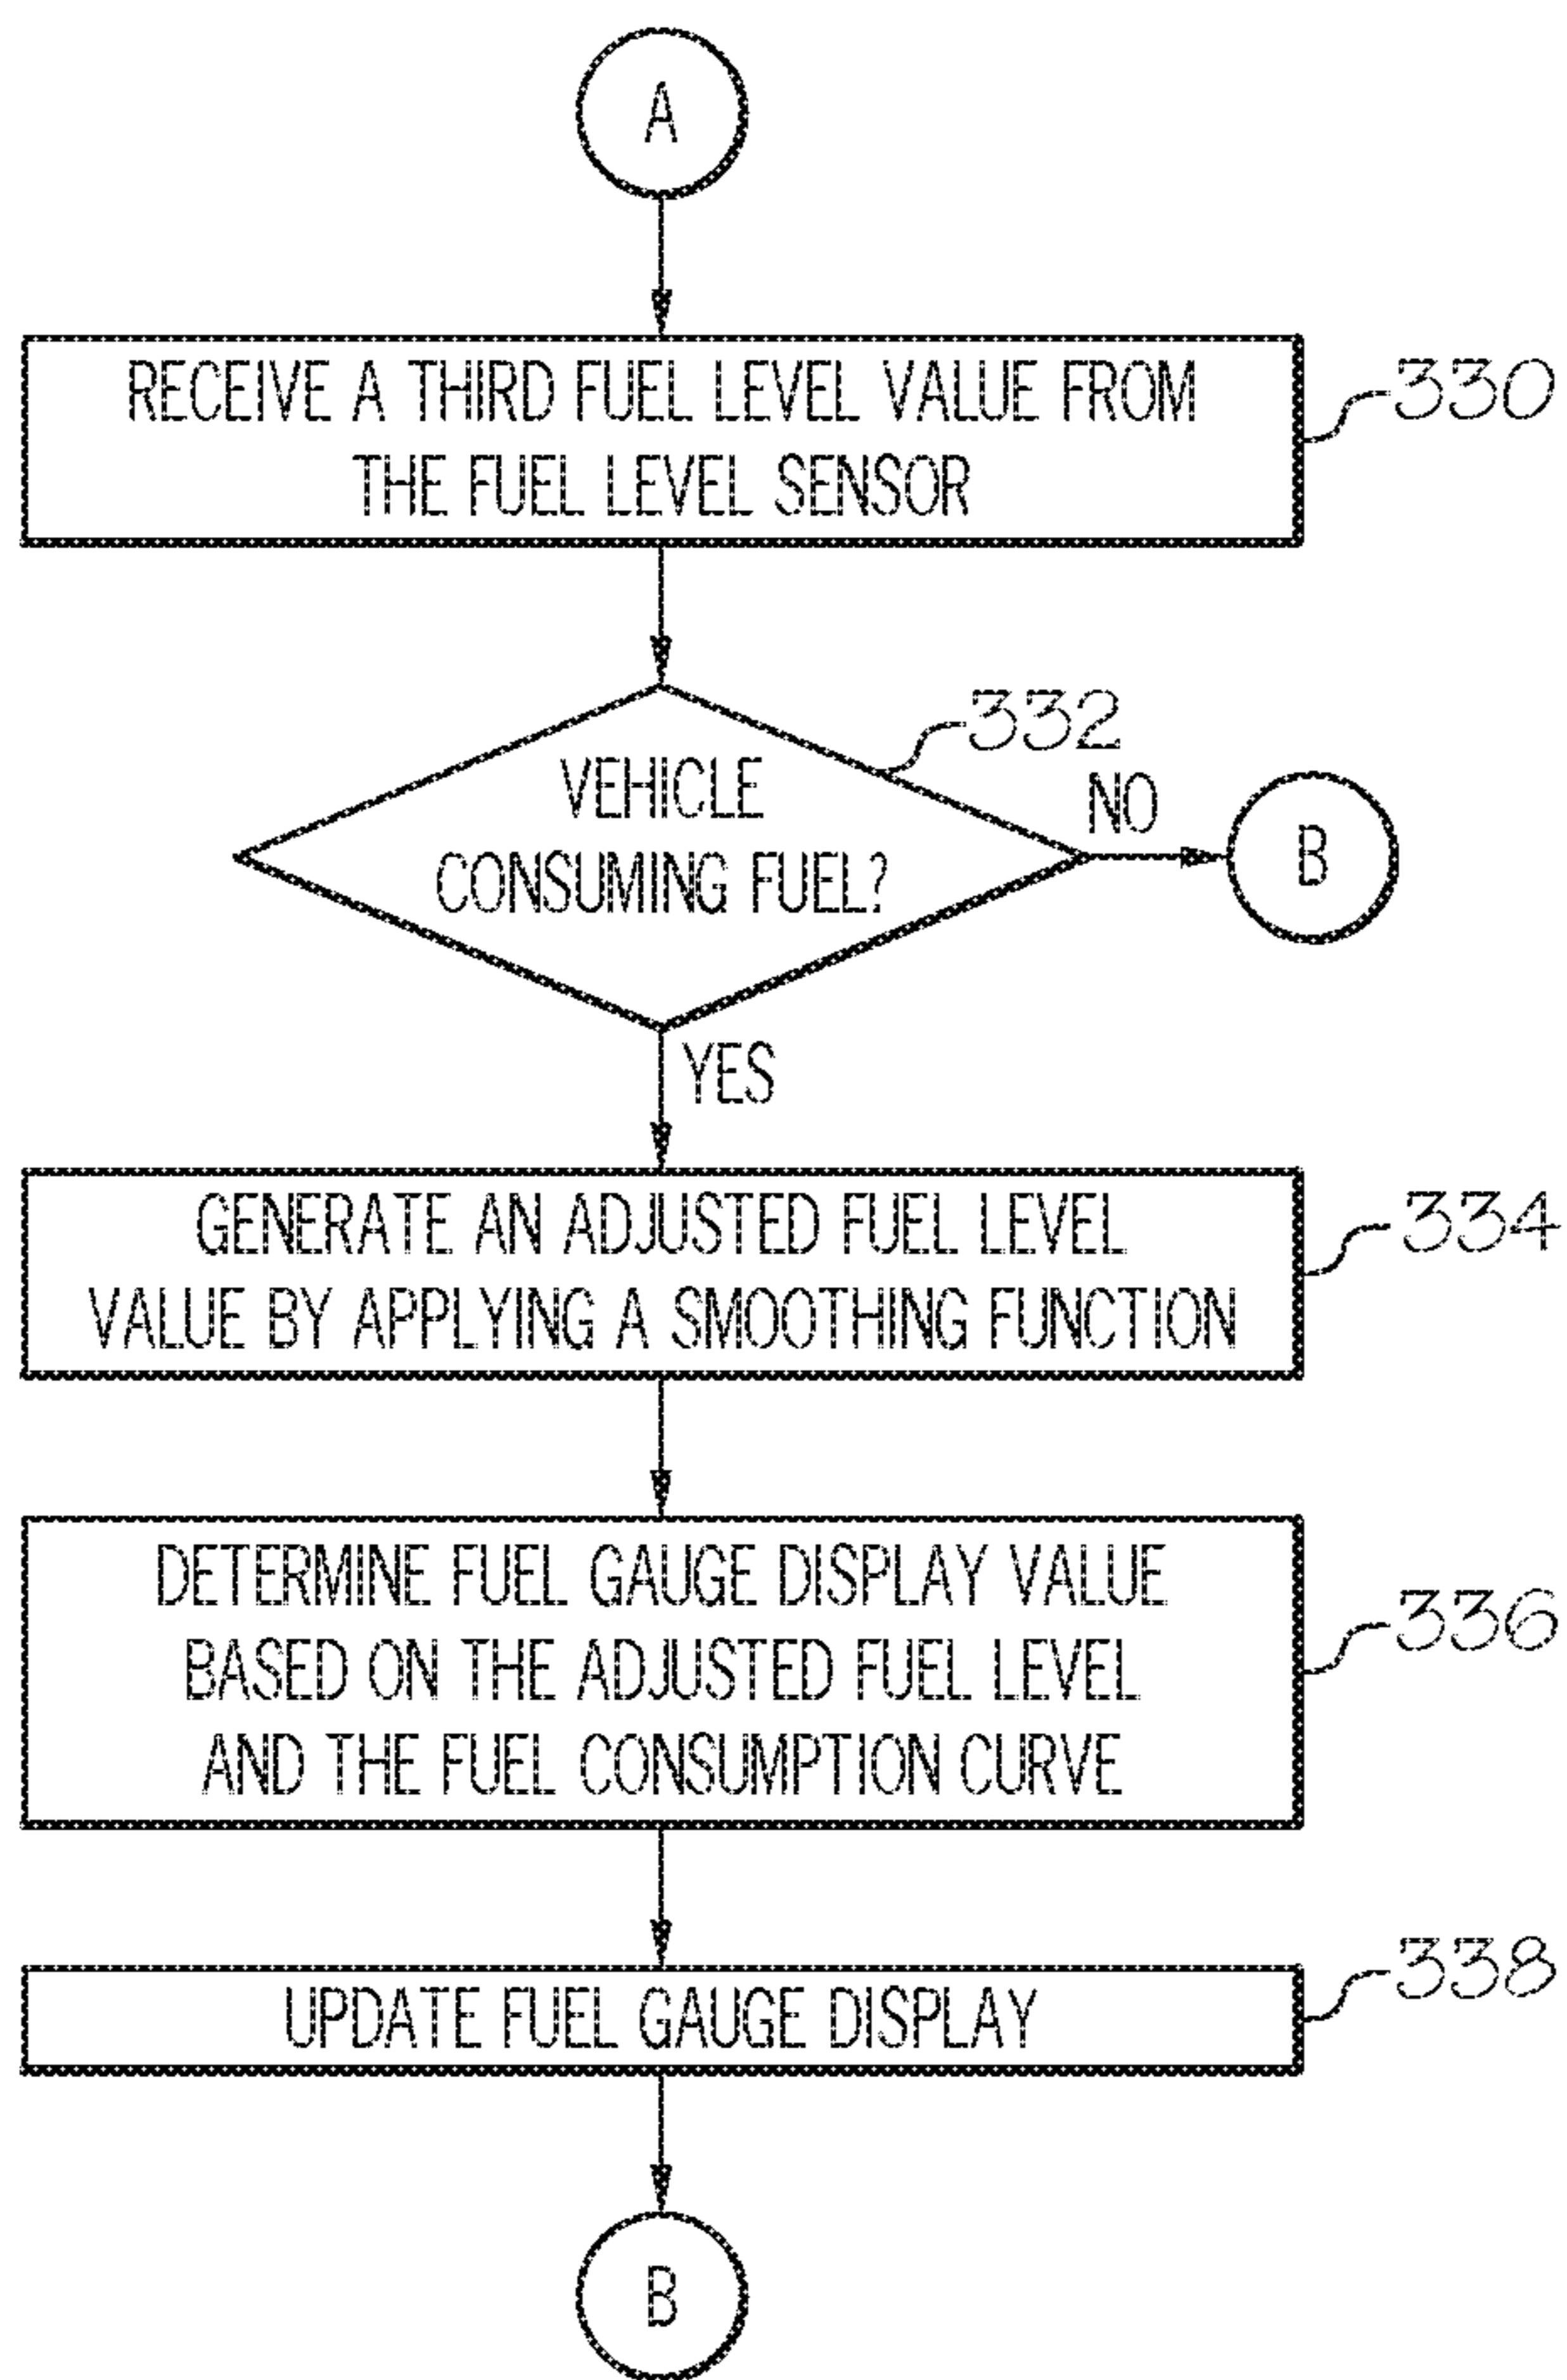 A
RECEIVE A THIRD FUEL LEVEL VALUE FROM
THE FUEL LEVEL SENSOR
330
332
VEHICLE
CONSUMING FUEL?
NO
B
YES
GENERATE AN ADJUSTED FUEL LEVEL
VALUE BY APPLYING A SMOOTHING FUNCTION
334
DETERMINE FUEL GAUGE DISPLAY VALUE
BASED ON THE ADJUSTED FUEL LEVEL
AND THE FUEL CONSUMPTION CURVE
336
UPDATE FUEL GAUGE DISPLAY
338
B